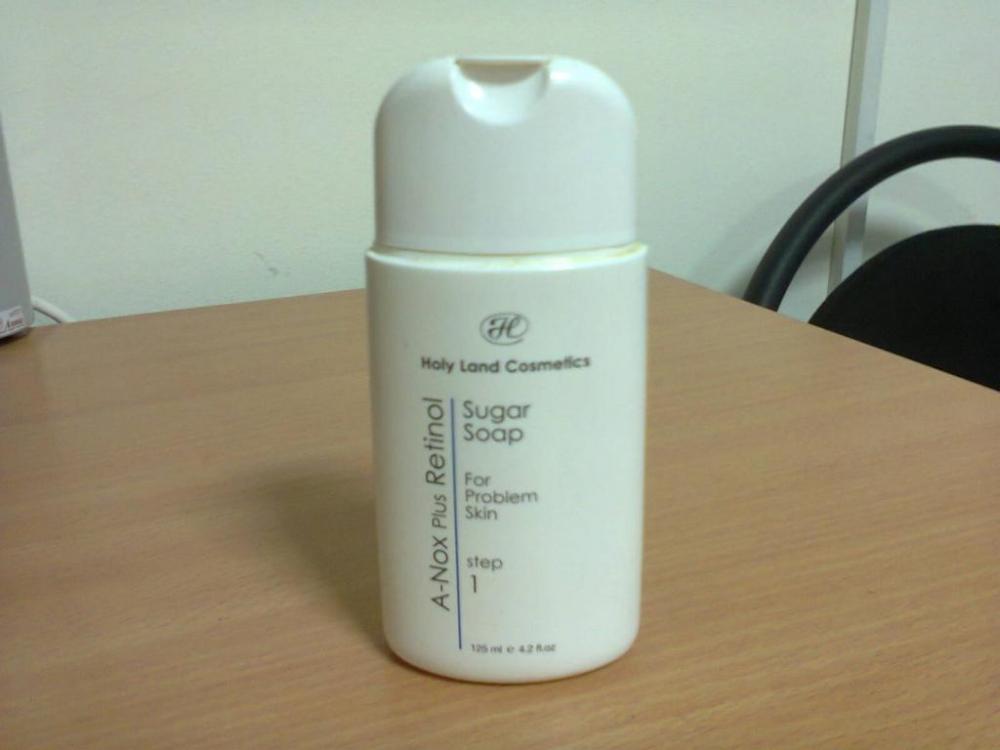 H
Holy Land Cosmetics
A-Nox Plus Retinol
Sugar
Soap
For
Problem
Skin
step
1
125 ml e 4.2 fl.oz